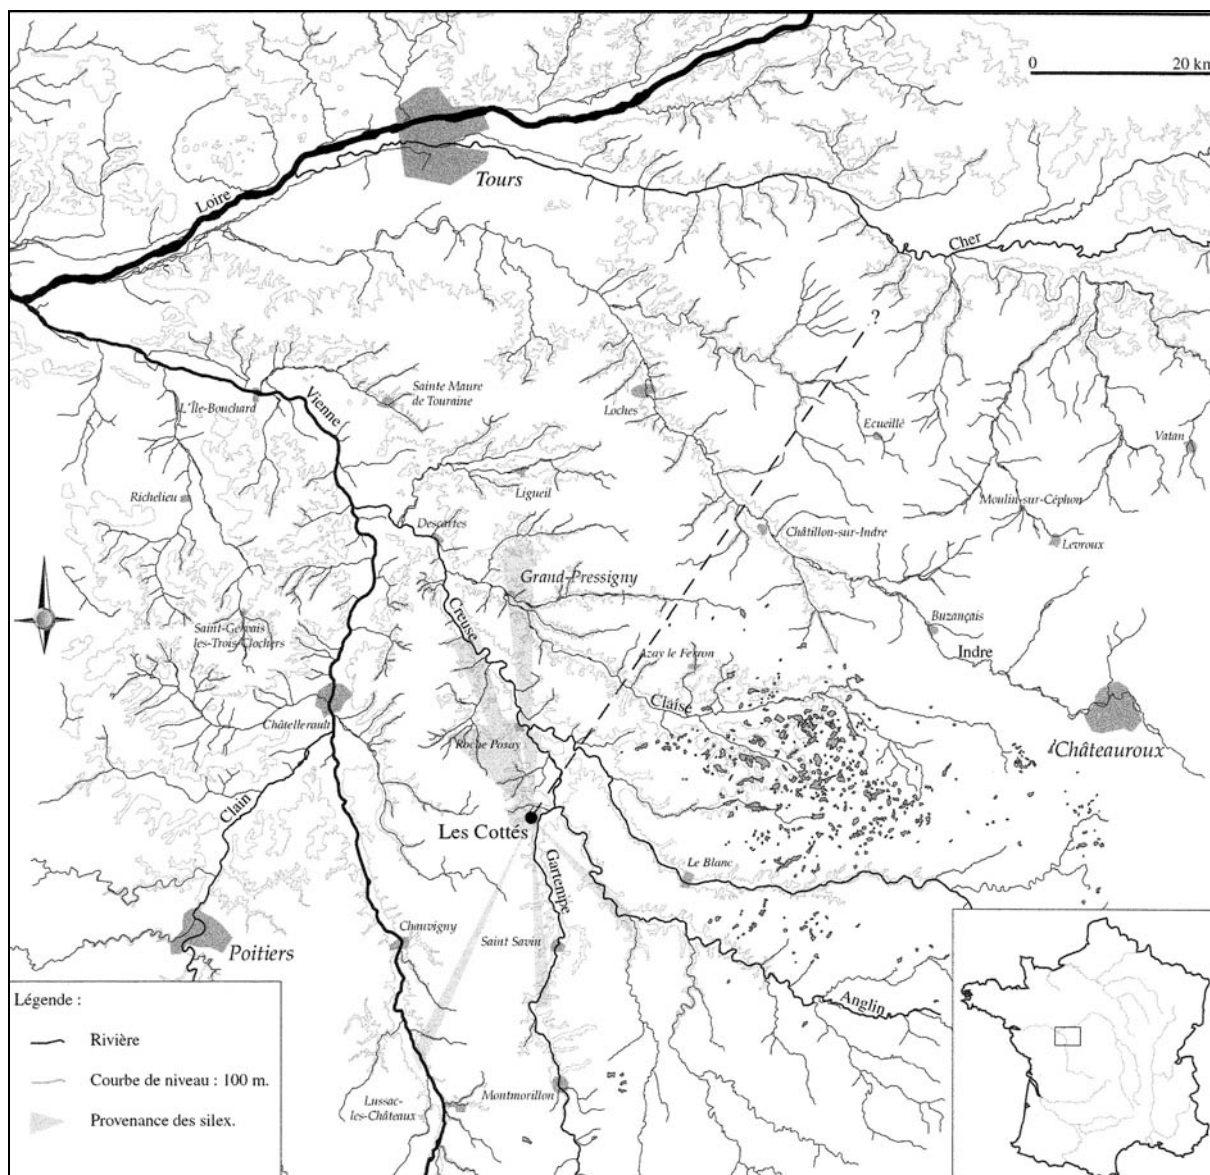 0 20 km
Tours
Loire
Cher
?
Vienne
Sainte Maure
de Touraine
L'Île-Bouchard
Loches
Ecueillé
Vatan
Ligueil
Richelieu
Moulin-sur-Céphon
Descartes
Châtillon-sur-Indre
Levroux
Grand-Pressigny
Creuse
Saint-Gervais
les-Trois-Clochers
Buzançais
Indre
Azay le Ferron
Claise
Châtellerault
Roche Posay
Châteauroux
Clain
Les Cottés
Gartempe
Le Blanc
Chauvigny
Saint Savin
Poitiers
Anglin
Légende :
Rivière
Courbe de niveau : 100 m.
Provenance des silex.
Lussac-
les-Châteaux
Montmorillon